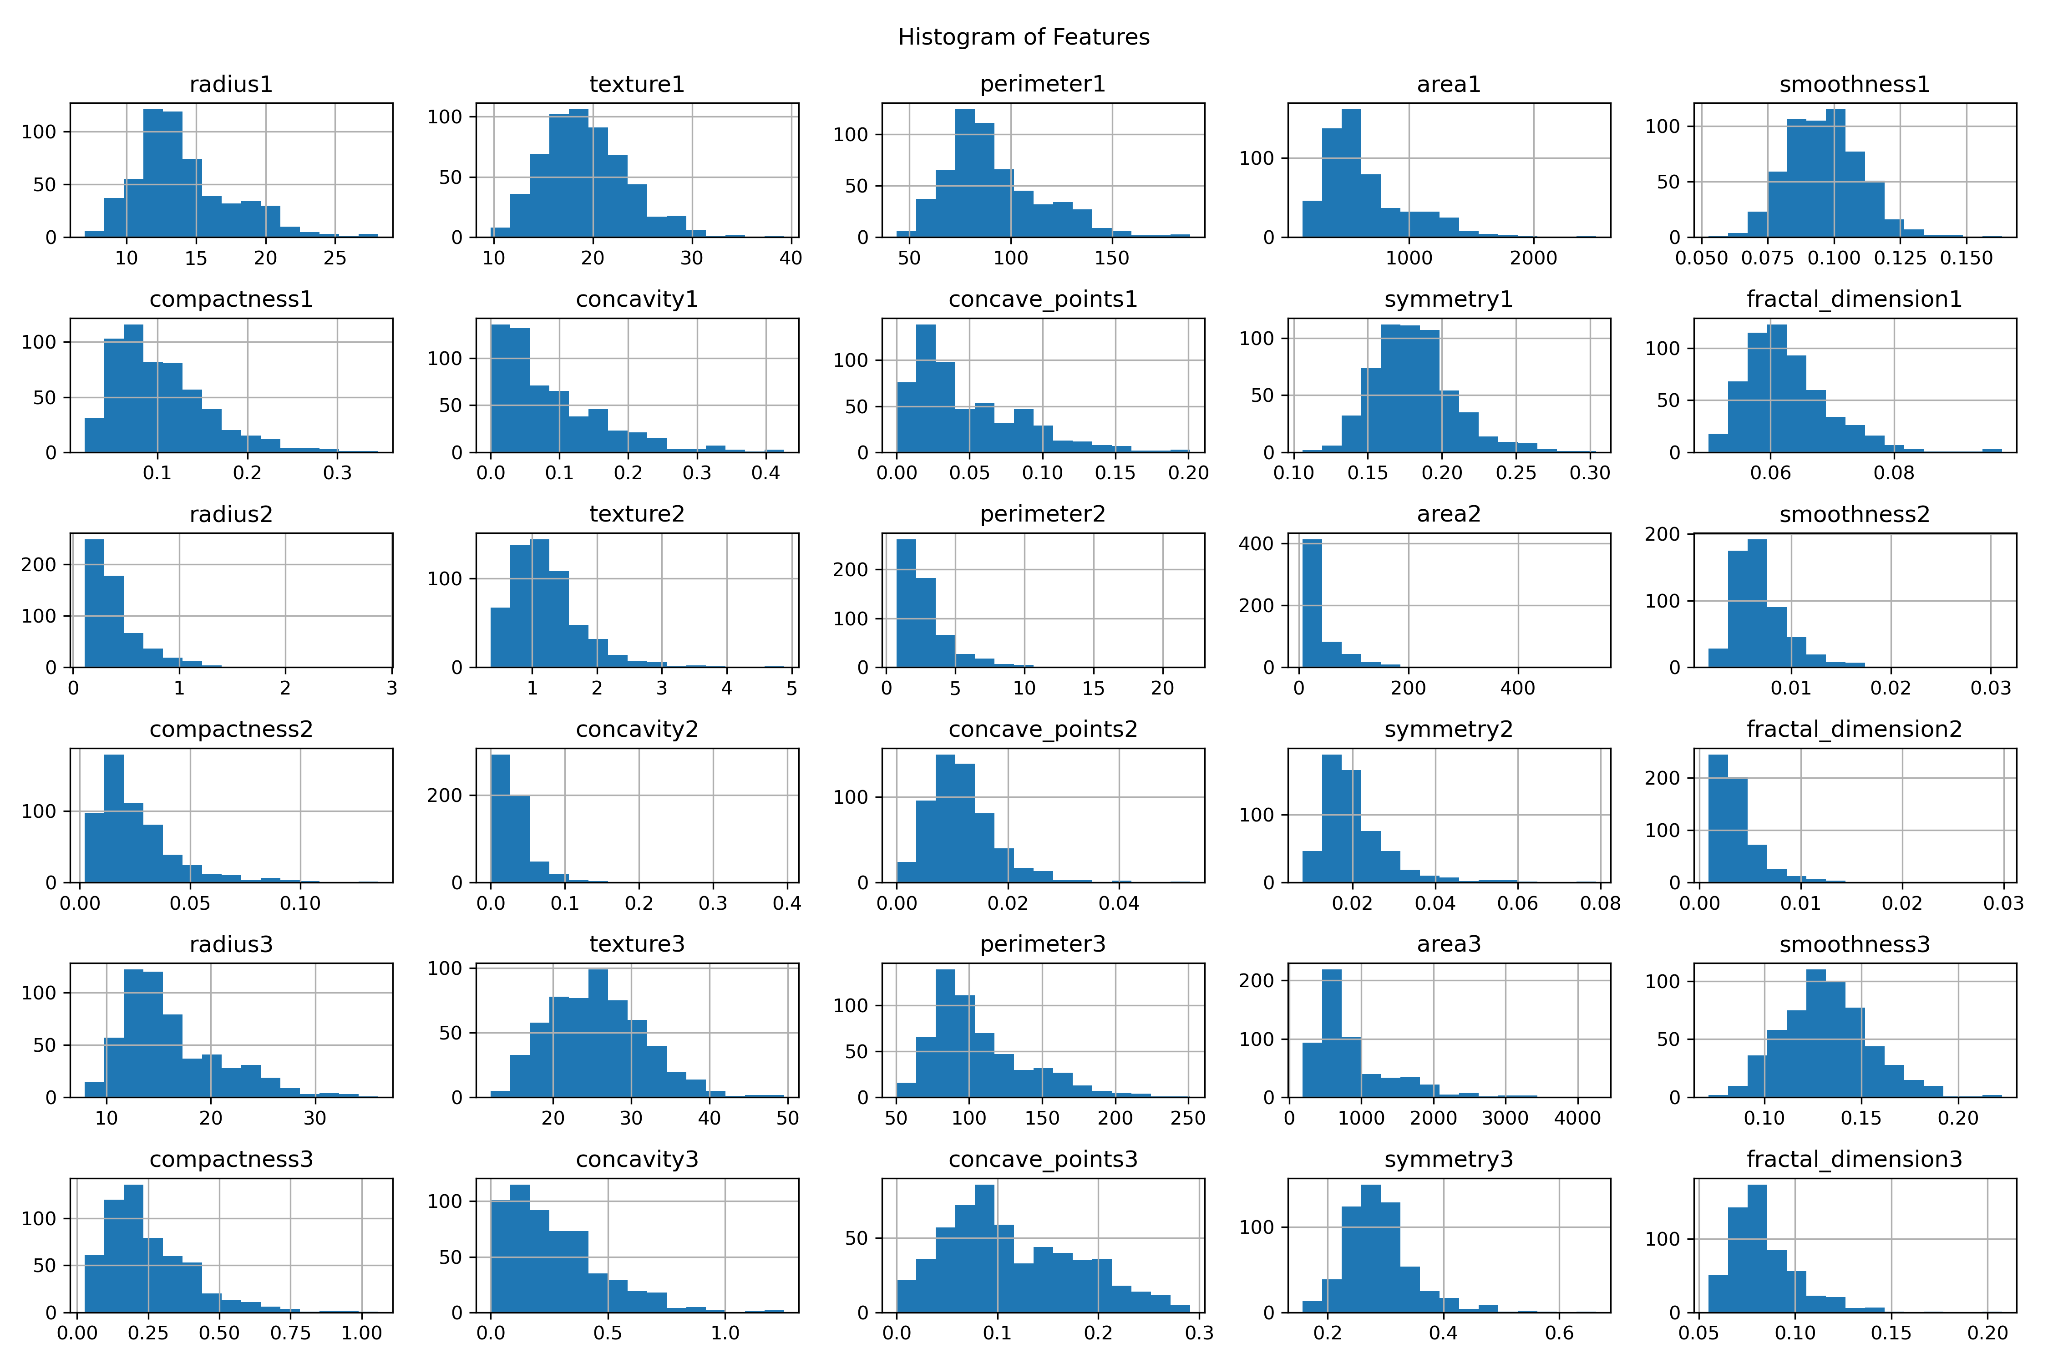 Histogram of Features
radius1 texture1 perimeter1 area1 smoothness1
100 100 100 100 100
50 50 50 50
0 0 0 0 0
10 15 20 25 10 20 30 40 50 100 150 1000 2000 0.050 0.075 0.100 0.125 0.150
compactness1 concavity1 concave_points1 symmetry1 fractal_dimension1
100 100 100 100 100
50 50 50 50 50
0 0 0 0 0
0.1 0.2 0.3 0.0 0.1 0.2 0.3 0.4 0.00 0.05 0.10 0.15 0.20 0.10 0.15 0.20 0.25 0.30 0.06 0.08
radius2 texture2 perimeter2 area2 smoothness2
200 100 200 400 200
100 100 200 100
0 0 0 0 0
0 1 2 3 1 2 3 4 5 0 5 10 15 20 0 200 400 0.01 0.02 0.03
compactness2 concavity2 concave_points2 symmetry2 fractal_dimension2
100 200 100 100 200
100
0 0 0 0 0
0.00 0.05 0.10 0.0 0.1 0.2 0.3 0.4 0.00 0.02 0.04 0.02 0.04 0.06 0.08 0.00 0.01 0.02 0.03
radius3 texture3 perimeter3 area3 smoothness3
100 100 100 200 100
50 50 50 100 50
0 0 0 0 0
10 20 30 20 30 40 50 50 100 150 200 250 0 1000 2000 3000 4000 0.10 0.15 0.20
compactness3 concavity3 concave_points3 symmetry3 fractal_dimension3
100 100 50 100 100
50 50
0 0 0 0 0
0.00 0.25 0.50 0.75 1.00 0.0 0.5 1.0 0.0 0.1 0.2 0.3 0.2 0.4 0.6 0.05 0.10 0.15 0.20